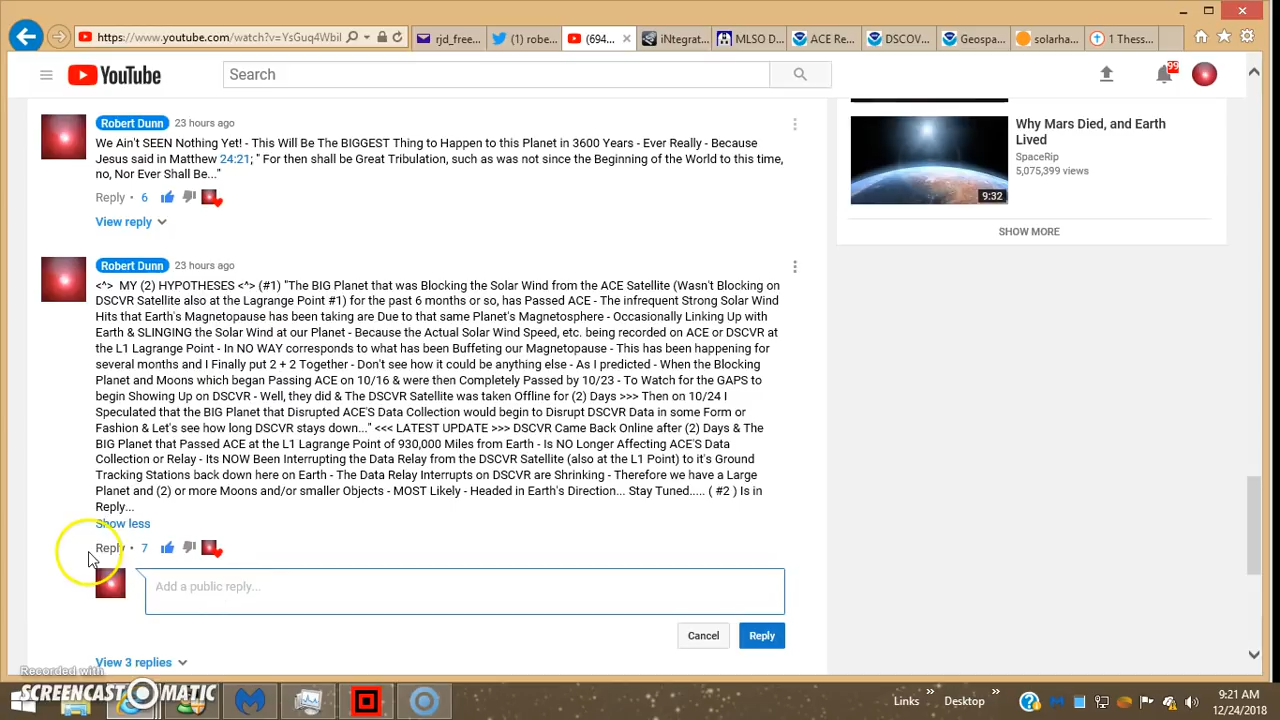 https://www.youtube.com/watch?v=YsGuq4Wbil
rjd_free...
(1) robe...
(694...
iNtegrat...
MLSO D...
ACE Re...
DSCOV...
Geospa...
solarha...
1 Thess...
YouTube
Search
99
Robert Dunn 23 hours ago
We Ain't SEEN Nothing Yet! - This Will Be The BIGGEST Thing to Happen to this Planet in 3600 Years - Ever Really - Because
Jesus said in Matthew 24:21; " For then shall be Great Tribulation, such as was not since the Beginning of the World to this time,
no, Nor Ever Shall Be..."
Reply • 6
View reply
Robert Dunn 23 hours ago
<^> MY (2) HYPOTHESES <^> (#1) "The BIG Planet that was Blocking the Solar Wind from the ACE Satellite (Wasn't Blocking on
DSCVR Satellite also at the Lagrange Point #1) for the past 6 months or so, has Passed ACE - The infrequent Strong Solar Wind
Hits that Earth's Magnetopause has been taking are Due to that same Planet's Magnetosphere - Occasionally Linking Up with
Earth & SLINGING the Solar Wind at our Planet - Because the Actual Solar Wind Speed, etc. being recorded on ACE or DSCVR at
the L1 Lagrange Point - In NO WAY corresponds to what has been Buffeting our Magnetopause - This has been happening for
several months and I Finally put 2 + 2 Together - Don't see how it could be anything else - As I predicted - When the Blocking
Planet and Moons which began Passing ACE on 10/16 & were then Completely Passed by 10/23 - To Watch for the GAPS to
begin Showing Up on DSCVR - Well, they did & The DSCVR Satellite was taken Offline for (2) Days >>> Then on 10/24 I
Speculated that the BIG Planet that Disrupted ACE'S Data Collection would begin to Disrupt DSCVR Data in some Form or
Fashion & Let's see how long DSCVR stays down..." <<< LATEST UPDATE >>> DSCVR Came Back Online after (2) Days & The
BIG Planet that Passed ACE at the L1 Lagrange Point of 930,000 Miles from Earth - Is NO Longer Affecting ACE'S Data
Collection or Relay - Its NOW Been Interrupting the Data Relay from the DSCVR Satellite (also at the L1 Point) to it's Ground
Tracking Stations back down here on Earth - The Data Relay Interrupts on DSCVR are Shrinking - Therefore we have a Large
Planet and (2) or more Moons and/or smaller Objects - MOST Likely - Headed in Earth's Direction... Stay Tuned..... ( #2 ) Is in
Reply...
Show less
Reply • 7
Add a public reply...
Cancel
Reply
View 3 replies
9:32
Why Mars Died, and Earth
Lived
SpaceRip
5,075,399 views
SHOW MORE
Recorded with
SCREENCAST MATIC
Links »
Desktop »
9:21 AM
12/24/2018